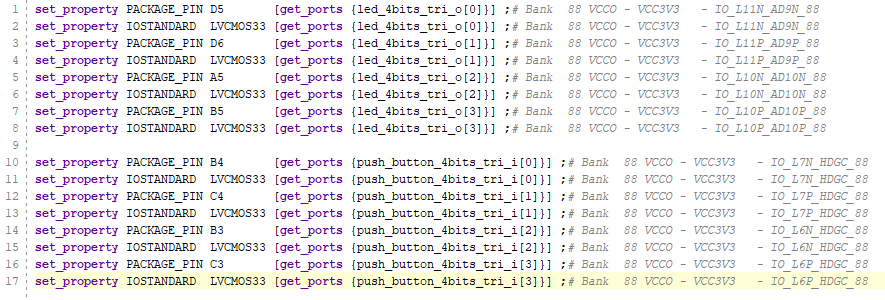 1 set_property PACKAGE_PIN D5 [get_ports {led_4bits_tri_o[0]}] ;# Bank 88 VCCO - VCC3V3 - IO_L11N_AD9N_88
2 set_property IOSTANDARD LVCMOS33 [get_ports {led_4bits_tri_o[0]}] ;# Bank 88 VCCO - VCC3V3 - IO_L11N_AD9N_88
3 set_property PACKAGE_PIN D6 [get_ports {led_4bits_tri_o[1]}] ;# Bank 88 VCCO - VCC3V3 - IO_L11P_AD9P_88
4 set_property IOSTANDARD LVCMOS33 [get_ports {led_4bits_tri_o[1]}] ;# Bank 88 VCCO - VCC3V3 - IO_L11P_AD9P_88
5 set_property PACKAGE_PIN A5 [get_ports {led_4bits_tri_o[2]}] ;# Bank 88 VCCO - VCC3V3 - IO_L10N_AD10N_88
6 set_property IOSTANDARD LVCMOS33 [get_ports {led_4bits_tri_o[2]}] ;# Bank 88 VCCO - VCC3V3 - IO_L10N_AD10N_88
7 set_property PACKAGE_PIN B5 [get_ports {led_4bits_tri_o[3]}] ;# Bank 88 VCCO - VCC3V3 - IO_L10P_AD10P_88
8 set_property IOSTANDARD LVCMOS33 [get_ports {led_4bits_tri_o[3]}] ;# Bank 88 VCCO - VCC3V3 - IO_L10P_AD10P_88
9
10 set_property PACKAGE_PIN B4 [get_ports {push_button_4bits_tri_i[0]}] ;# Bank 88 VCCO - VCC3V3 - IO_L7N_HDGC_88
11 set_property IOSTANDARD LVCMOS33 [get_ports {push_button_4bits_tri_i[0]}] ;# Bank 88 VCCO - VCC3V3 - IO_L7N_HDGC_88
12 set_property PACKAGE_PIN C4 [get_ports {push_button_4bits_tri_i[1]}] ;# Bank 88 VCCO - VCC3V3 - IO_L7P_HDGC_88
13 set_property IOSTANDARD LVCMOS33 [get_ports {push_button_4bits_tri_i[1]}] ;# Bank 88 VCCO - VCC3V3 - IO_L7P_HDGC_88
14 set_property PACKAGE_PIN B3 [get_ports {push_button_4bits_tri_i[2]}] ;# Bank 88 VCCO - VCC3V3 - IO_L6N_HDGC_88
15 set_property IOSTANDARD LVCMOS33 [get_ports {push_button_4bits_tri_i[2]}] ;# Bank 88 VCCO - VCC3V3 - IO_L6N_HDGC_88
16 set_property PACKAGE_PIN C3 [get_ports {push_button_4bits_tri_i[3]}] ;# Bank 88 VCCO - VCC3V3 - IO_L6P_HDGC_88
17 set_property IOSTANDARD LVCMOS33 [get_ports {push_button_4bits_tri_i[3]}] ;# Bank 88 VCCO - VCC3V3 - IO_L6P_HDGC_88